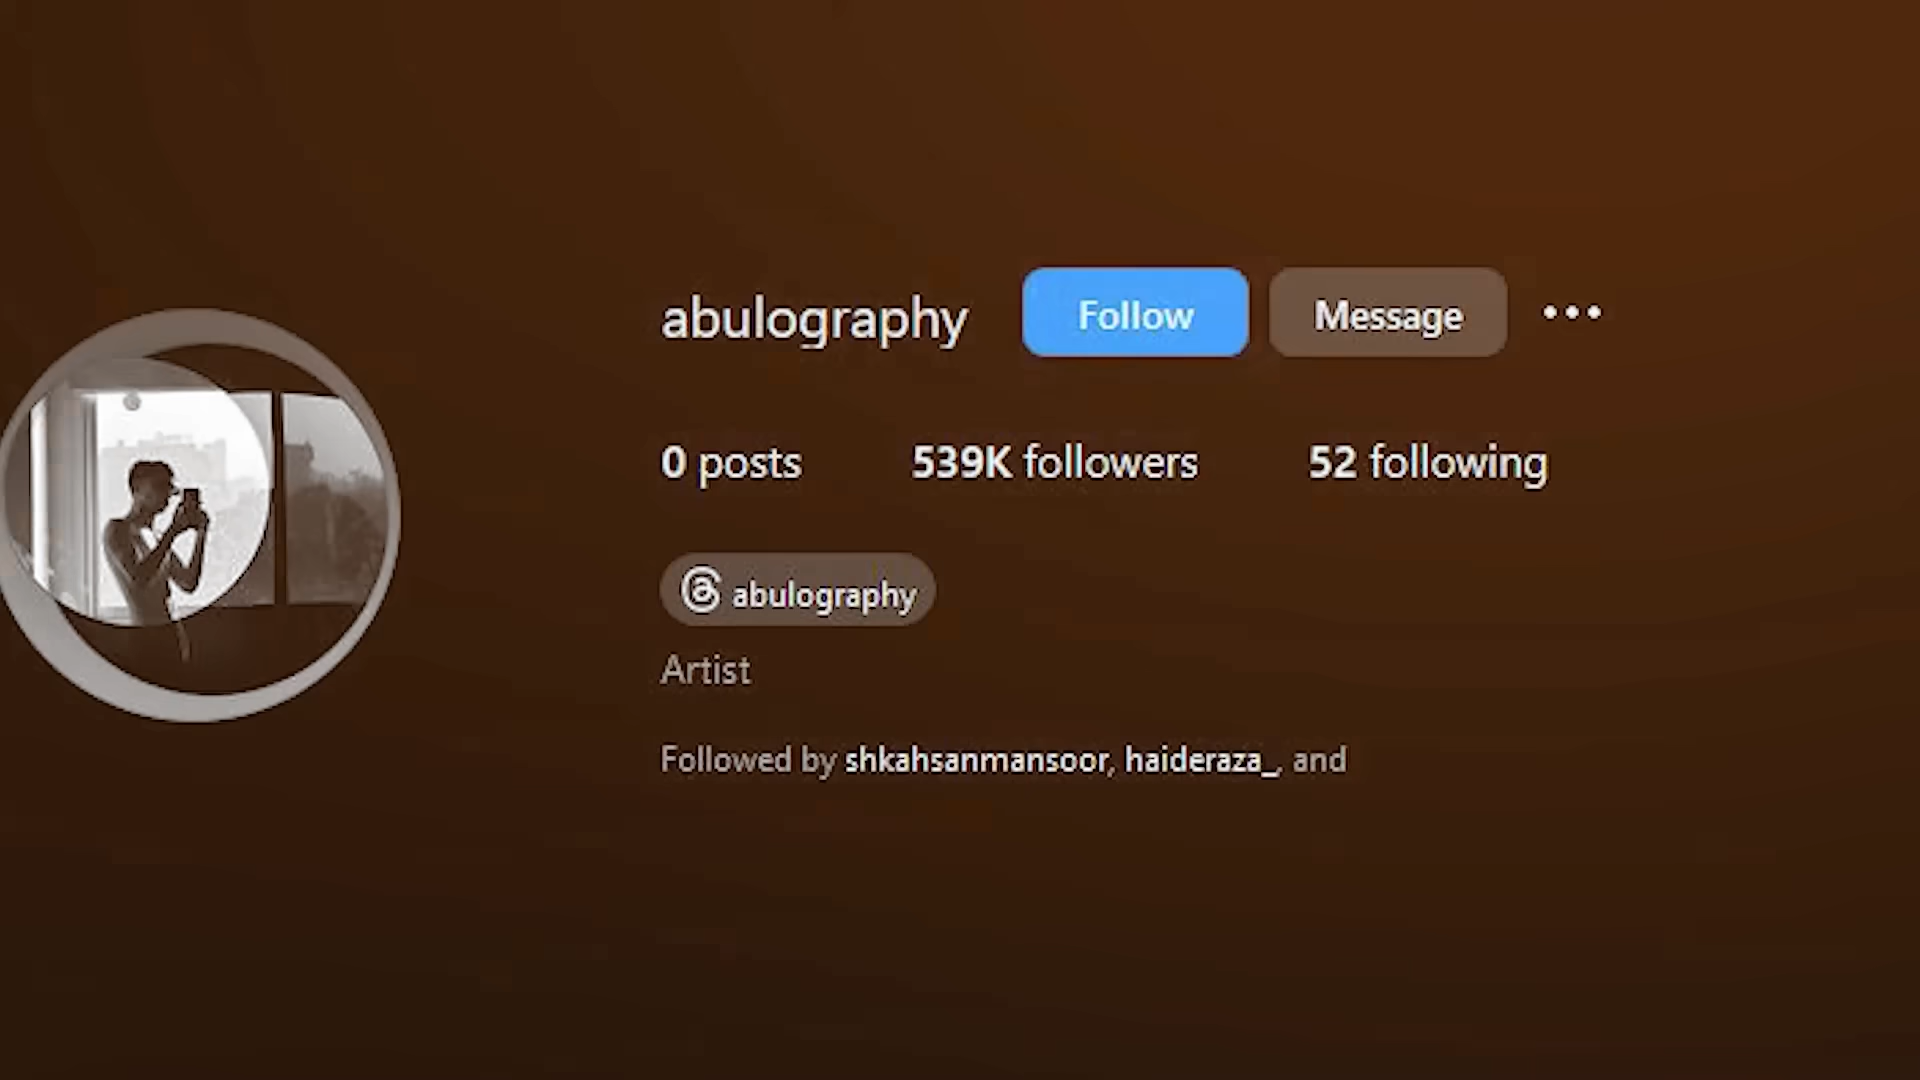 abulography Follow Message
0 posts 539K followers 52 following
abulography
Artist
Followed by shkahsanmansoor, haideraza_, and